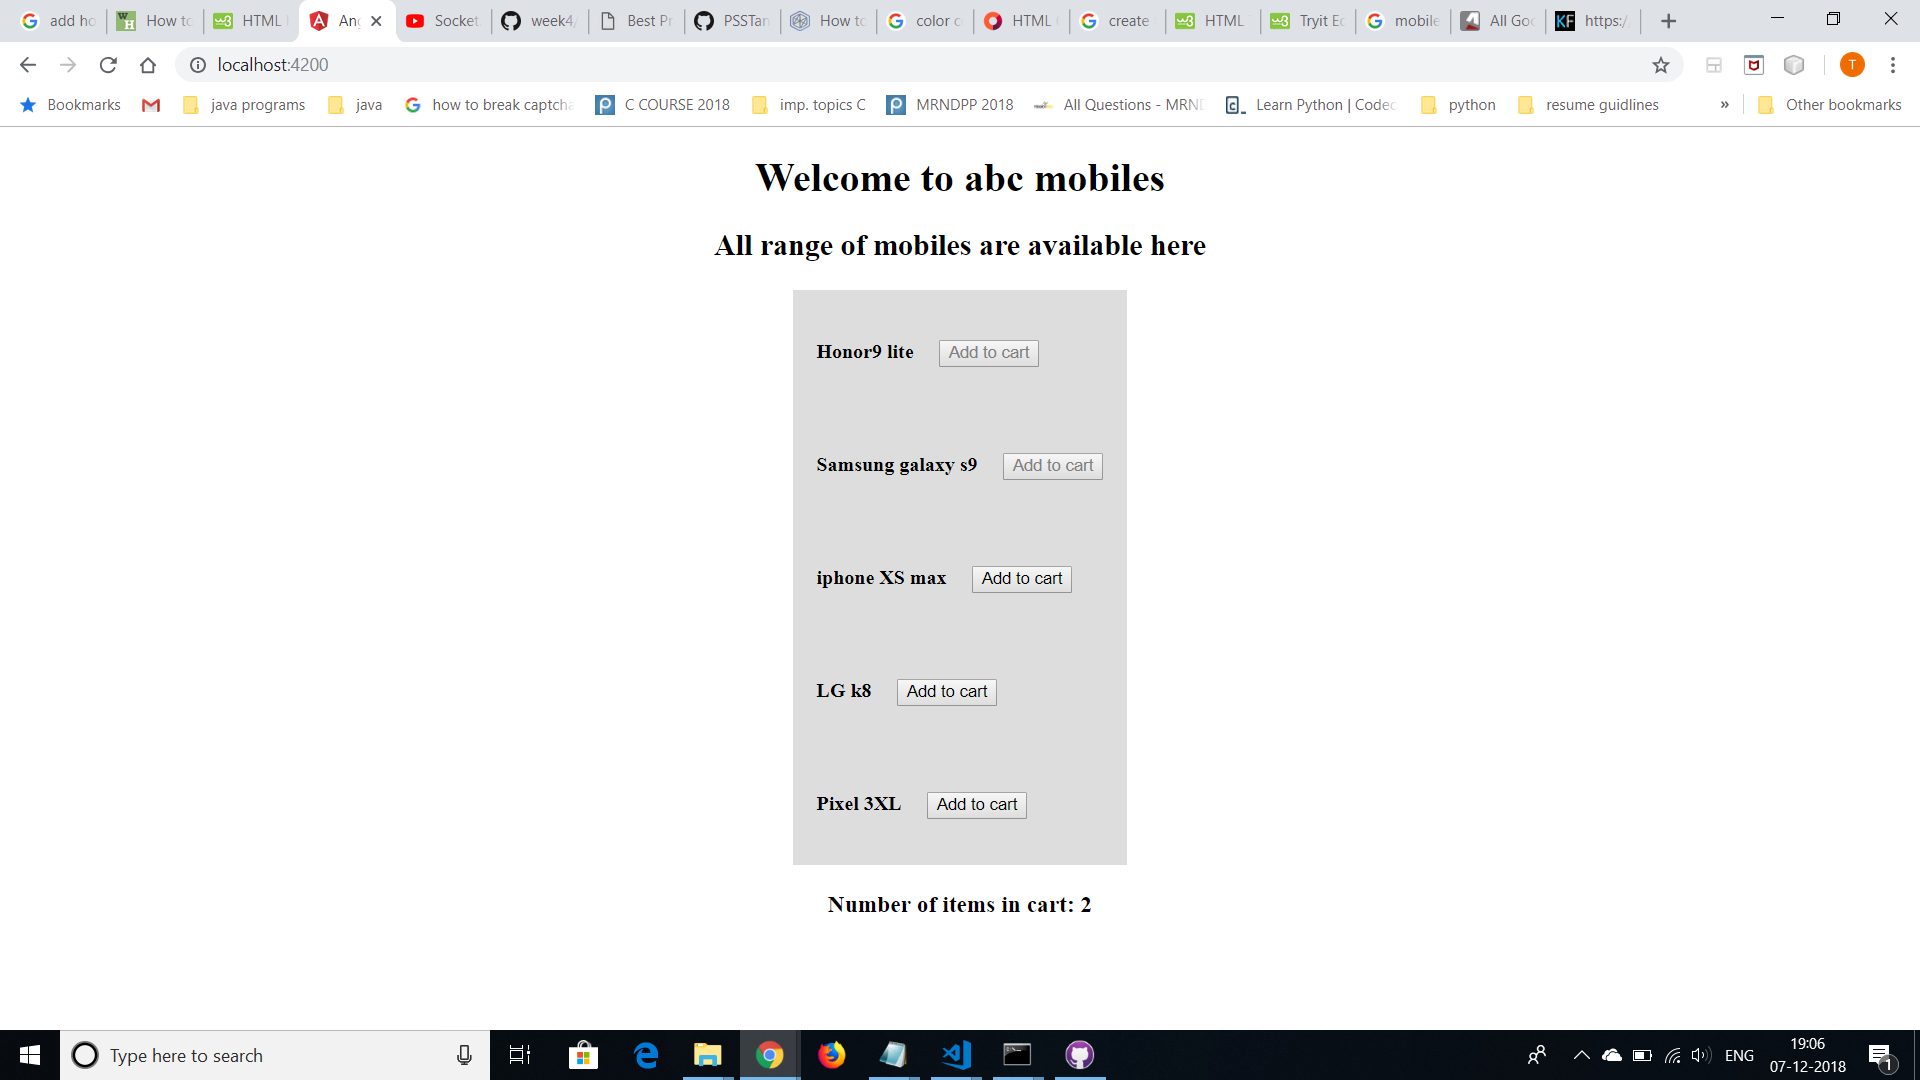 add ho
How to
HTML
Ang
Socket.
week4/
Best Pr
PSSTan
How to
color c
HTML
create
HTML
Tryit Ec
mobile
All Goo
https:/
localhost:4200
T
Bookmarks
java programs
java
how to break captcha
C COURSE 2018
imp. topics C
MRNDPP 2018
All Questions - MRND
Learn Python | Codec
python
resume guidlines
»
Other bookmarks
Welcome to abc mobiles
All range of mobiles are available here
Honor9 lite Add to cart
Samsung galaxy s9 Add to cart
iphone XS max Add to cart
LG k8 Add to cart
Pixel 3XL Add to cart
Number of items in cart: 2
Type here to search
ENG
19:06
07-12-2018
1